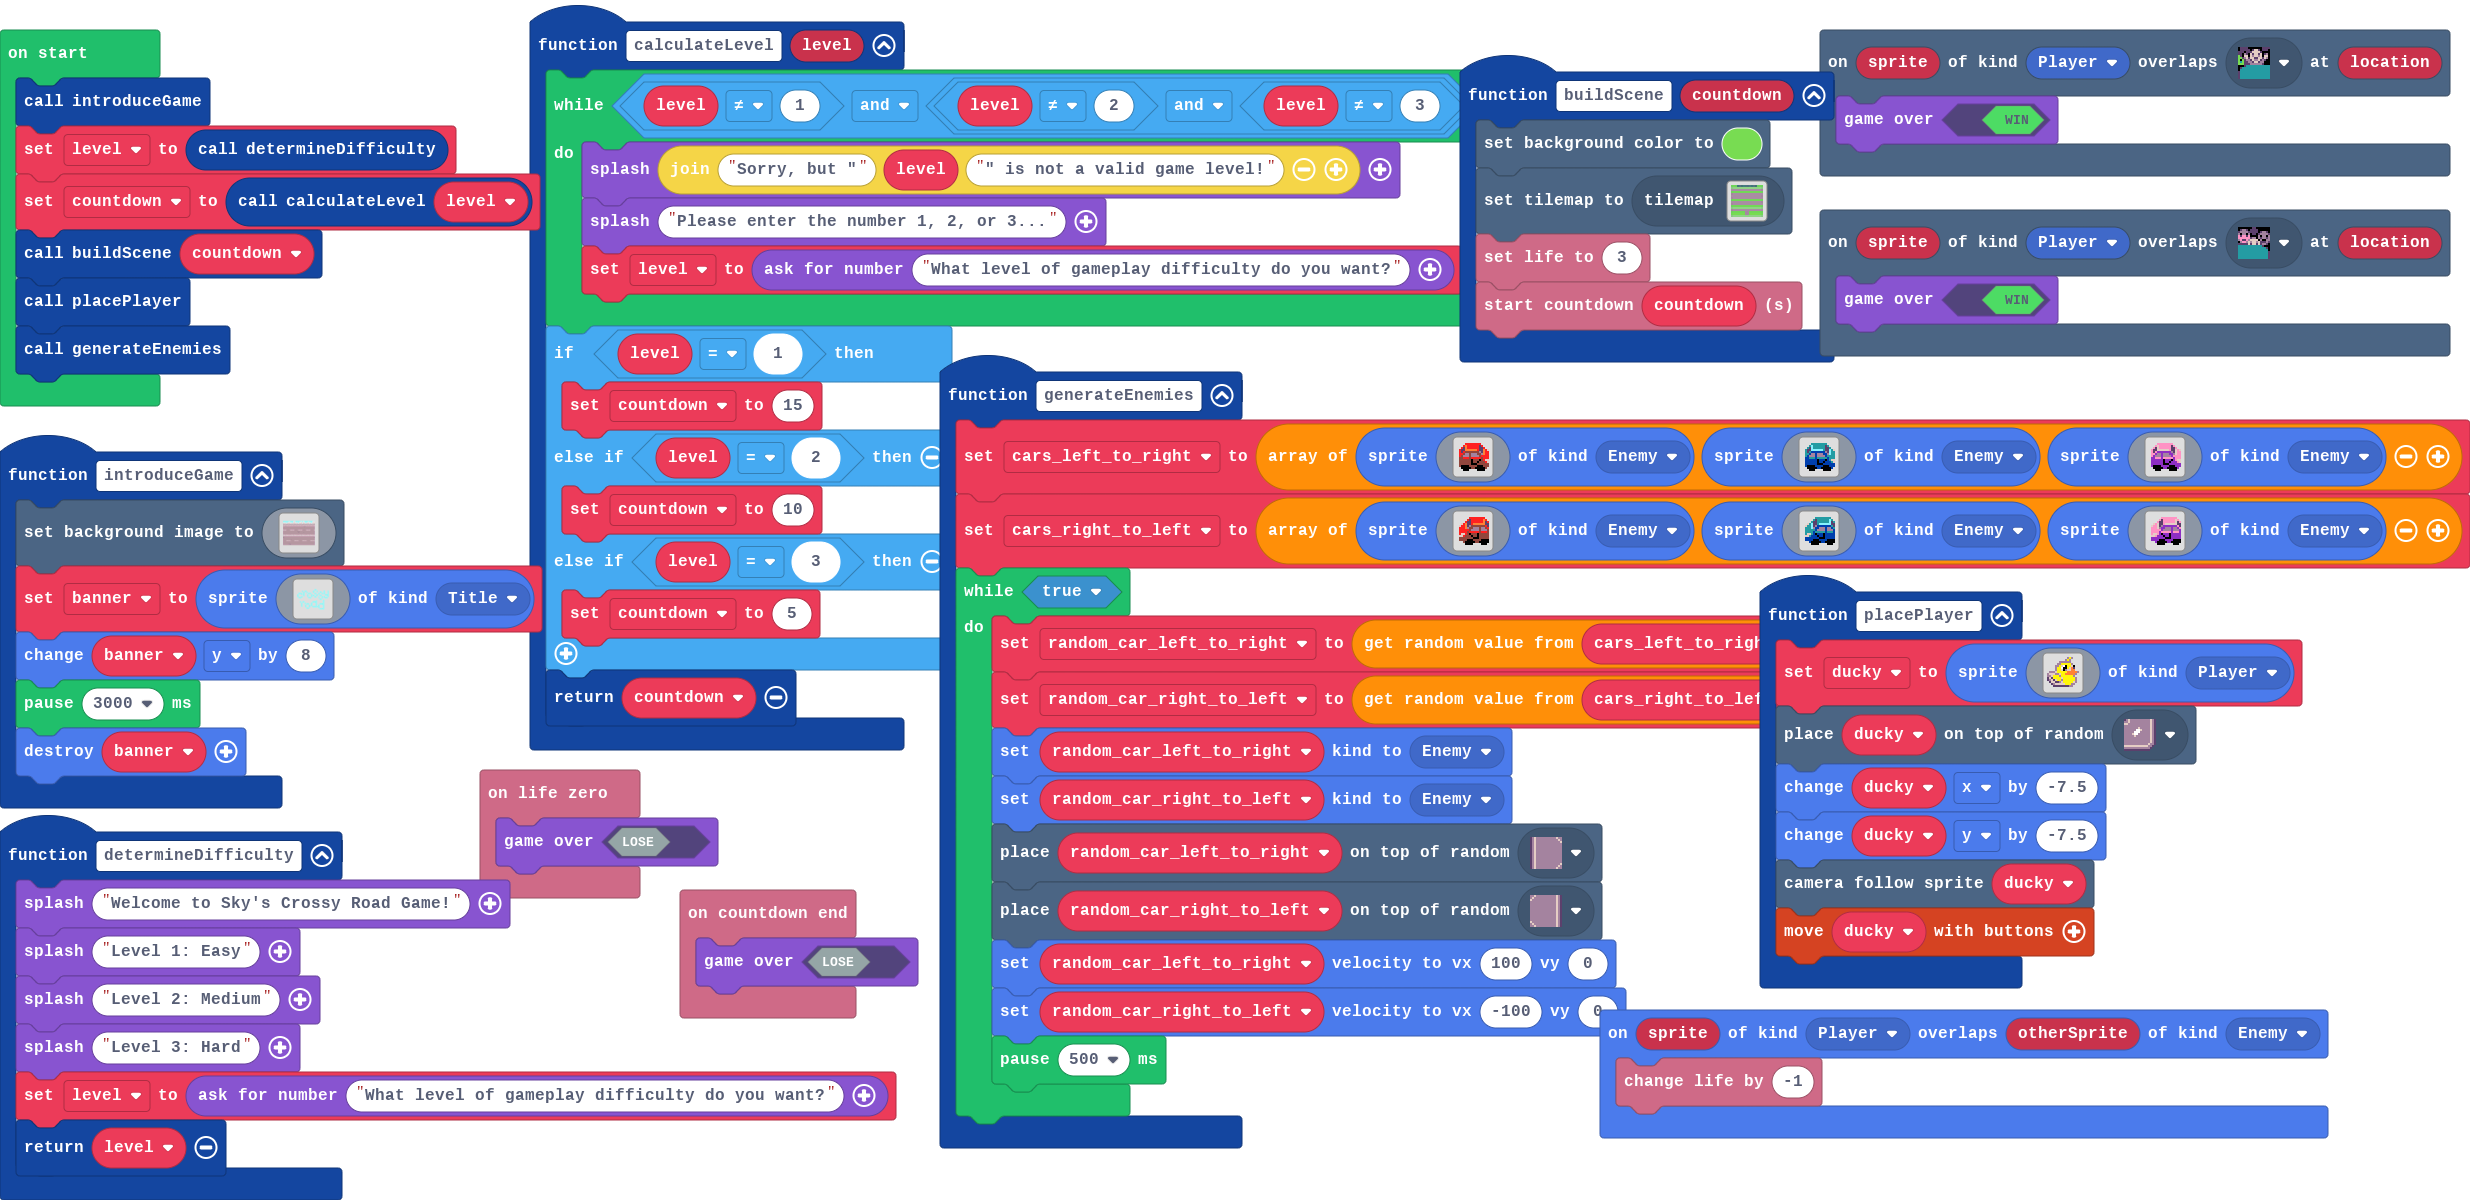 on start
call introduceGame
set level to call determineDifficulty
set countdown to call calculateLevel level
call buildScene countdown
call placePlayer
call generateEnemies
function introduceGame
set background image to
set banner to sprite of kind Title
change banner y by 8
pause 3000 ms
destroy banner
function determineDifficulty
splash "Welcome to Sky's Crossy Road Game!"
splash "Level 1: Easy"
splash "Level 2: Medium"
splash "Level 3: Hard"
set level to ask for number "What level of gameplay difficulty do you want?"
return level
function calculateLevel level
while level ≠ 1 and level ≠ 2 and level ≠ 3
do
splash join "Sorry, but "" level "" is not a valid game level!"
splash "Please enter the number 1, 2, or 3..."
set level to ask for number "What level of gameplay difficulty do you want?"
if level = 1 then
set countdown to 15
else if level = 2 then
set countdown to 10
else if level = 3 then
set countdown to 5
return countdown
on life zero
game over LOSE
on countdown end
game over LOSE
function buildScene countdown
set background color to
set tilemap to tilemap
set life to 3
start countdown countdown (s)
on sprite of kind Player overlaps at location
game over WIN
on sprite of kind Player overlaps at location
game over WIN
function generateEnemies
set cars_left_to_right to array of sprite of kind Enemy sprite of kind Enemy sprite of kind Enemy
set cars_right_to_left to array of sprite of kind Enemy sprite of kind Enemy sprite of kind Enemy
while true
do
set random_car_left_to_right to get random value from cars_left_to_righ
set random_car_right_to_left to get random value from cars_right_to_lef
set random_car_left_to_right kind to Enemy
set random_car_right_to_left kind to Enemy
place random_car_left_to_right on top of random
place random_car_right_to_left on top of random
set random_car_left_to_right velocity to vx 100 vy 0
set random_car_right_to_left velocity to vx -100 vy 0
pause 500 ms
function placePlayer
set ducky to sprite of kind Player
place ducky on top of random
change ducky x by -7.5
change ducky y by -7.5
camera follow sprite ducky
move ducky with buttons
on sprite of kind Player overlaps otherSprite of kind Enemy
change life by -1